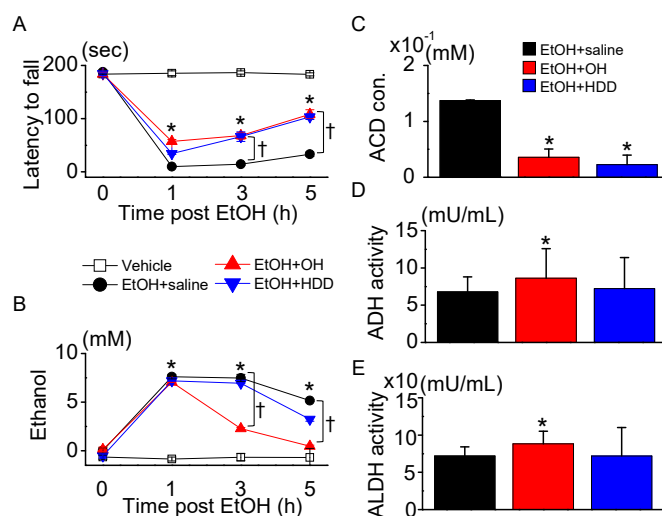 A
(sec)
200
100
0
Latency to fall
* * *
† †
0 1 3 5
Time post EtOH (h)
Vehicle
EtOH+saline
EtOH+OH
EtOH+HDD
B
(mM)
10
5
0
Ethanol
* * *
† †
0 1 3 5
Time post EtOH (h)
C
×10-1
(mM)
EtOH+saline
EtOH+OH
EtOH+HDD
2
1
0
ACD con.
* *
D
(mU/mL)
15
10
5
0
ADH activity
*
E
x10
(mU/mL)
15
10
5
0
ALDH activity
*